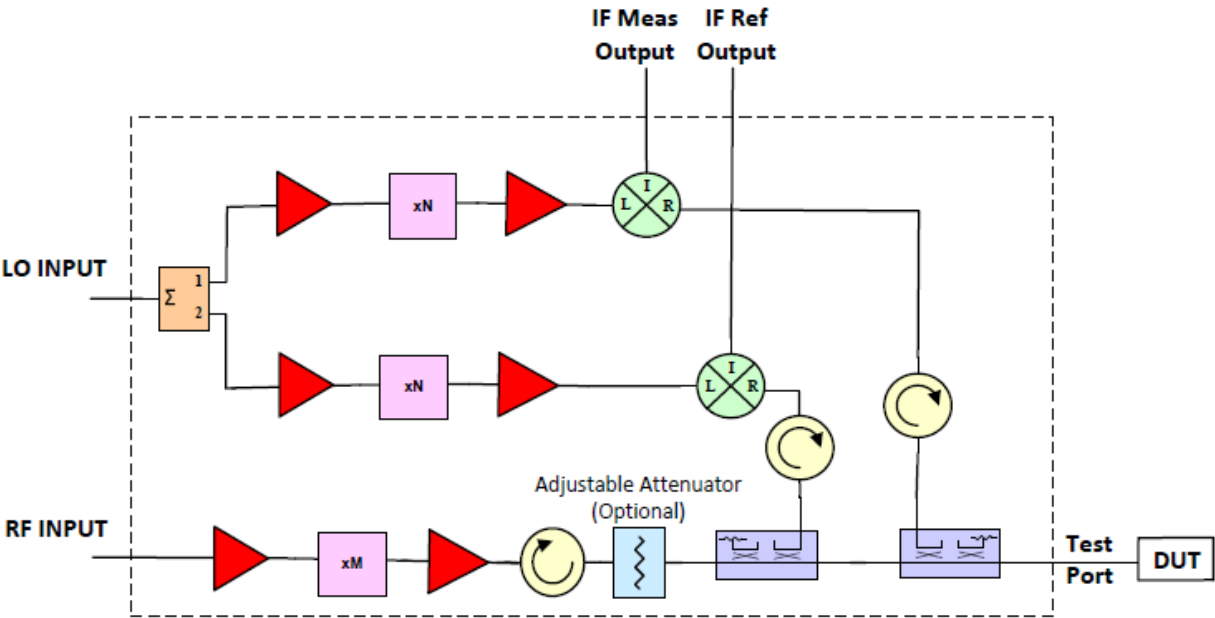 IF Meas
Output
IF Ref
Output
I
L
R
xN
LO INPUT
Σ
1
2
xN
I
L
R
Adjustable Attenuator
(Optional)
RF INPUT
xM
Test
Port
DUT